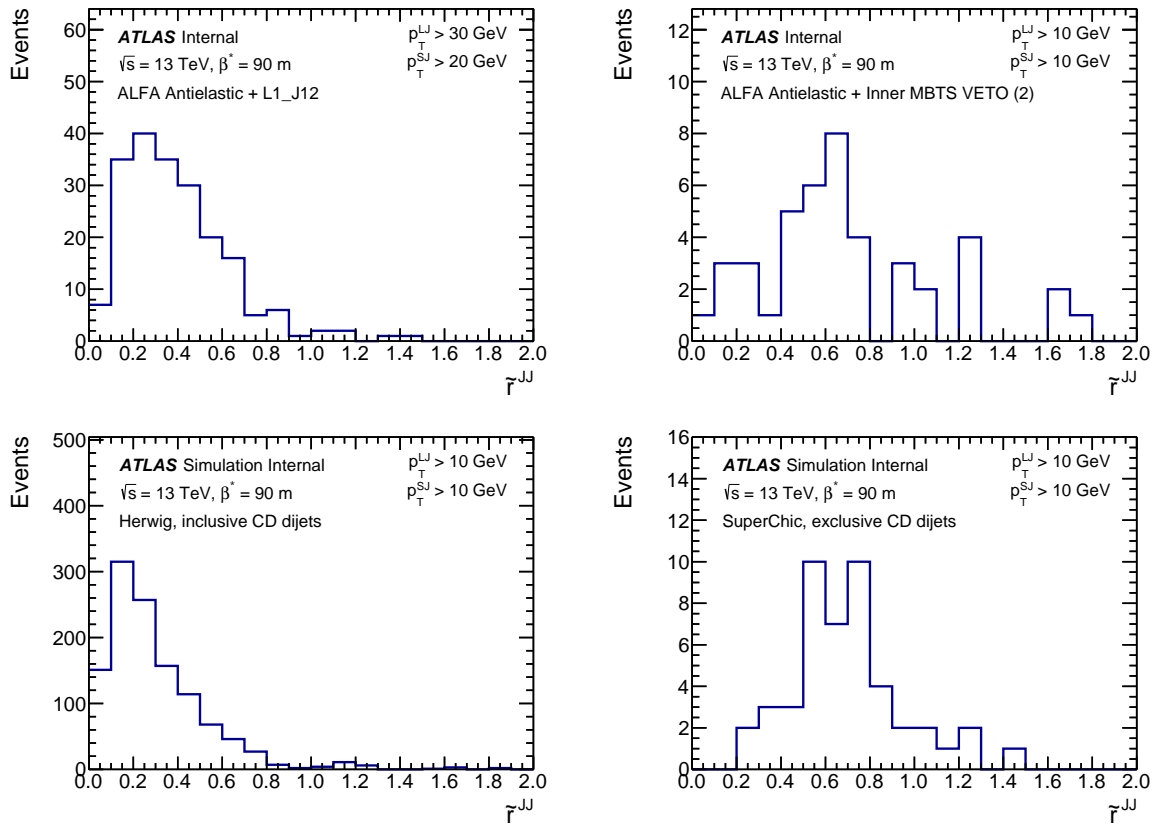 Events
60
50
40
30
20
10
0
ATLAS Internal
√s = 13 TeV, β* = 90 m
ALFA Antielastic + L1_J12
p_T^LJ > 30 GeV
p_T^SJ > 20 GeV
0.0 0.2 0.4 0.6 0.8 1.0 1.2 1.4 1.6 1.8 2.0
r̃^JJ
Events
12
10
8
6
4
2
0
ATLAS Internal
√s = 13 TeV, β* = 90 m
ALFA Antielastic + Inner MBTS VETO (2)
p_T^LJ > 10 GeV
p_T^SJ > 10 GeV
0.0 0.2 0.4 0.6 0.8 1.0 1.2 1.4 1.6 1.8 2.0
r̃^JJ
Events
500
400
300
200
100
0
ATLAS Simulation Internal
√s = 13 TeV, β* = 90 m
Herwig, inclusive CD dijets
p_T^LJ > 10 GeV
p_T^SJ > 10 GeV
0.0 0.2 0.4 0.6 0.8 1.0 1.2 1.4 1.6 1.8 2.0
r̃^JJ
Events
16
14
12
10
8
6
4
2
0
ATLAS Simulation Internal
√s = 13 TeV, β* = 90 m
SuperChic, exclusive CD dijets
p_T^LJ > 10 GeV
p_T^SJ > 10 GeV
0.0 0.2 0.4 0.6 0.8 1.0 1.2 1.4 1.6 1.8 2.0
r̃^JJ